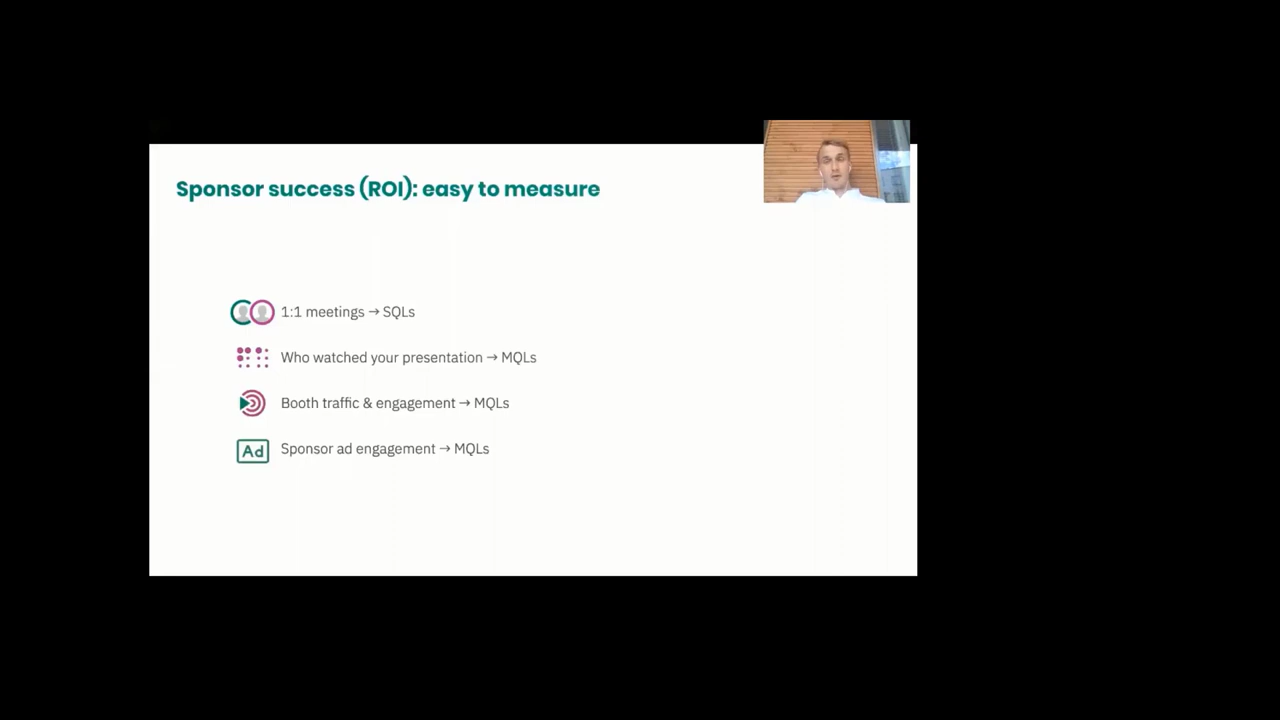 Sponsor success (ROI): easy to measure
1:1 meetings → SQLs
Who watched your presentation → MQLs
Booth traffic & engagement → MQLs
Ad Sponsor ad engagement → MQLs